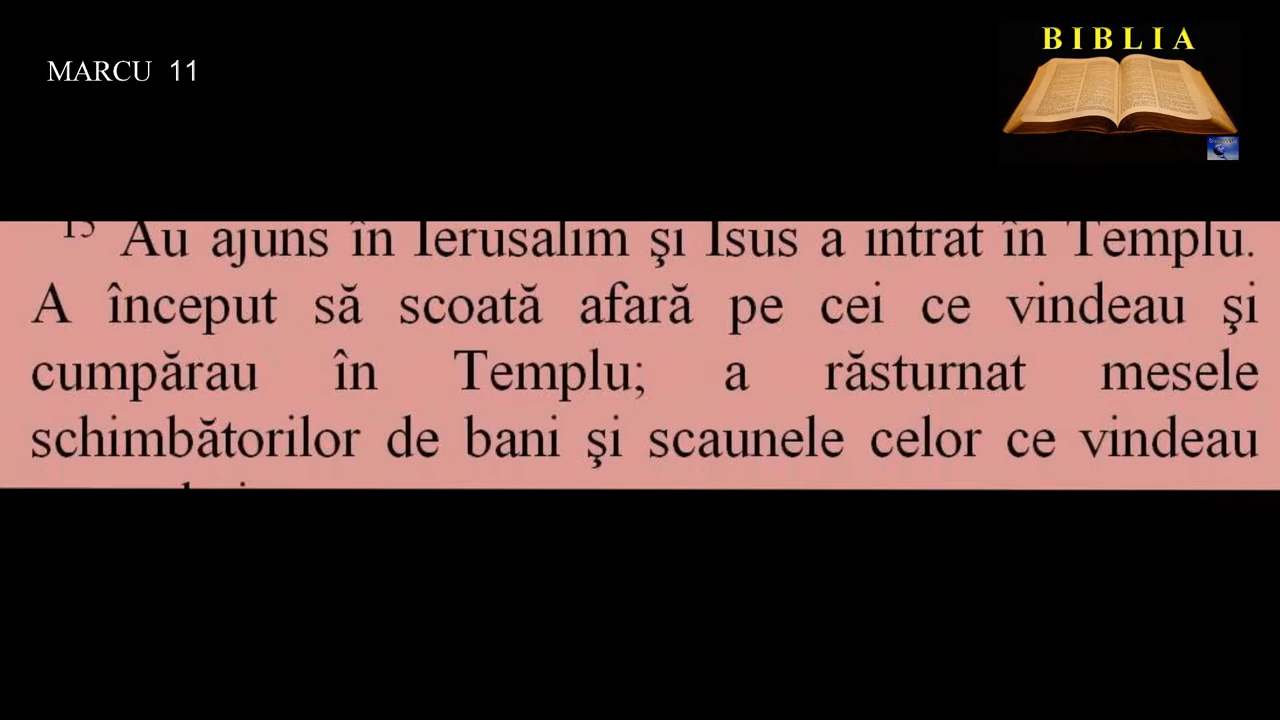 BIBLIA
MARCU 11
15 Au ajuns în Ierusalim şi Isus a intrat în Templu.
A început să scoată afară pe cei ce vindeau şi
cumpărau în Templu; a răsturnat mesele
schimbătorilor de bani şi scaunele celor ce vindeau